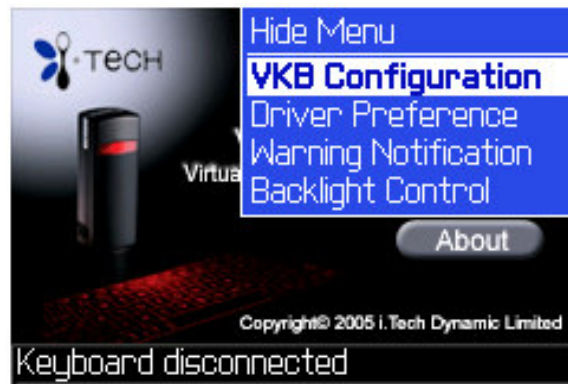 i.TECH
Hide Menu
VKB Configuration
Driver Preference
Warning Notification
Backlight Control
Virtua
About
Copyright© 2005 i.Tech Dynamic Limited
Keyboard disconnected